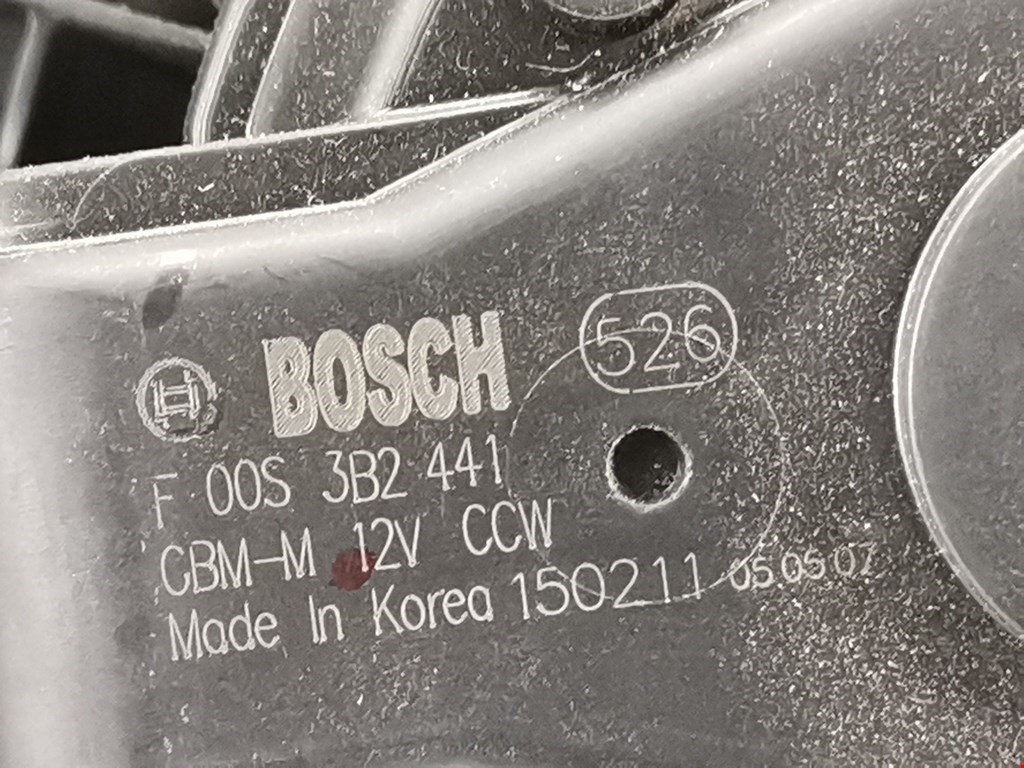 BOSCH 526
F 00S 3B2 441
CBM-M 12V CCW
Made In Korea 150211 05 05 07